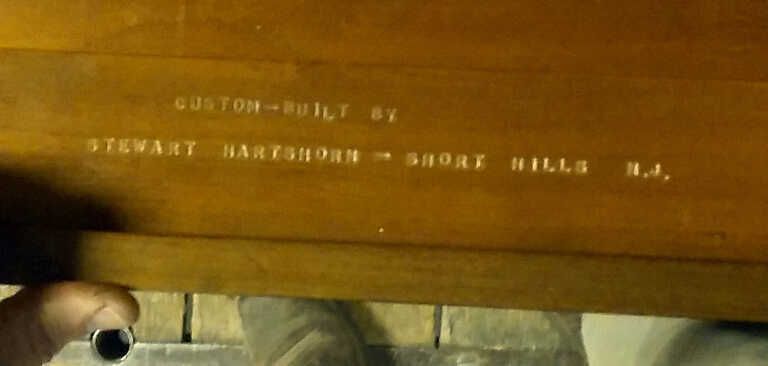 CUSTOM-BUILT BY
STEWART HARTSHORN - SHORT HILLS N.J.